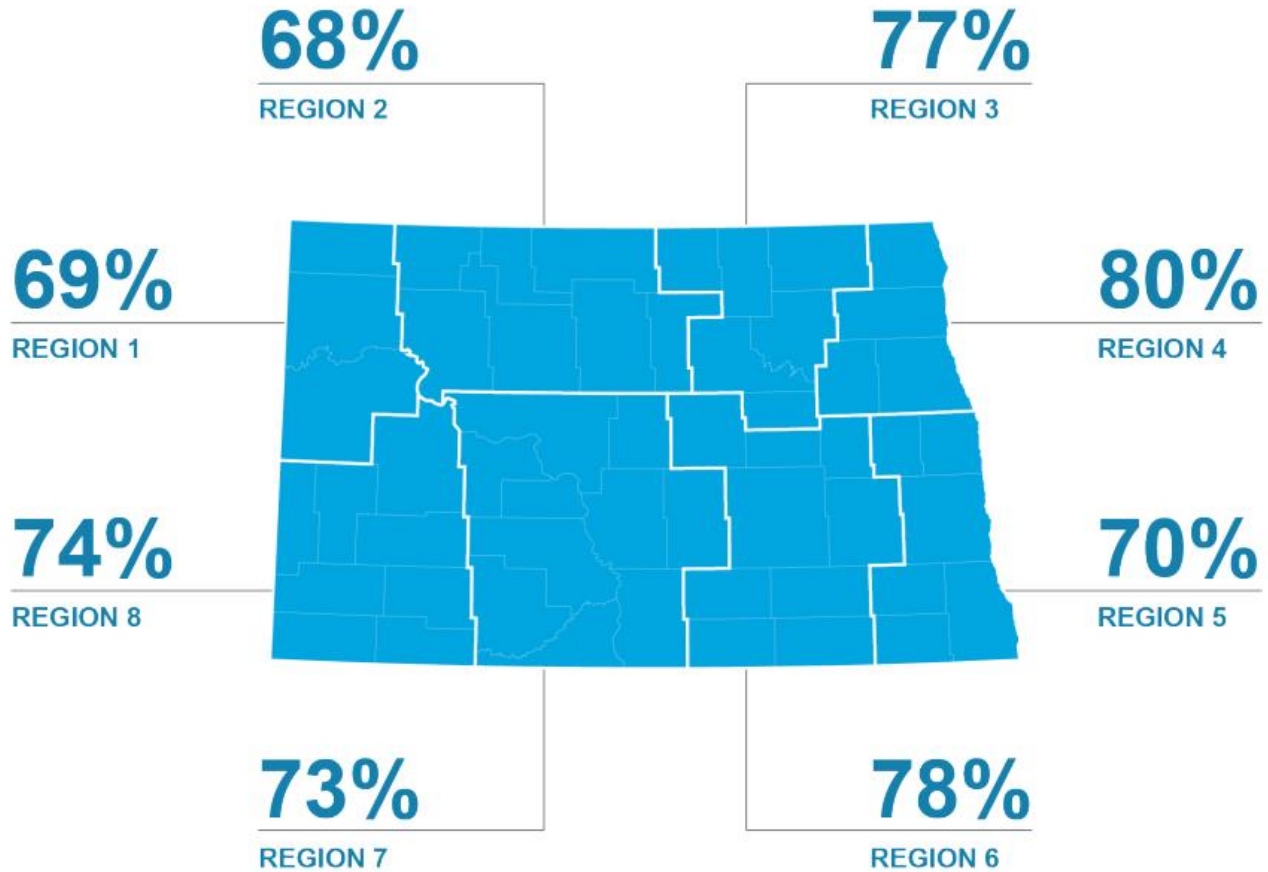 68%
REGION 2
77%
REGION 3
69%
REGION 1
80%
REGION 4
74%
REGION 8
70%
REGION 5
73%
REGION 7
78%
REGION 6